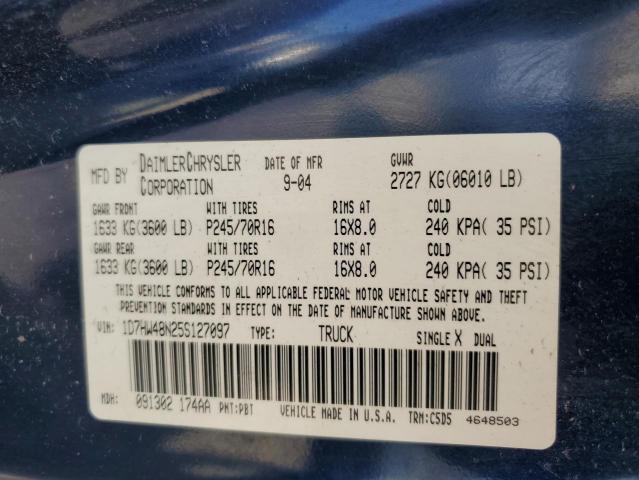 MFD BY DAIMLERCHRYSLER CORPORATION DATE OF MFR 9-04 GVWR 2727 KG(06010 LB)
GAWR FRONT WITH TIRES RIMS AT COLD
1633 KG(3600 LB) P245/70R16 16X8.0 240 KPA( 35 PSI)
GAWR REAR WITH TIRES RIMS AT COLD
1633 KG(3600 LB) P245/70R16 16X8.0 240 KPA( 35 PSI)
THIS VEHICLE CONFORMS TO ALL APPLICABLE FEDERAL MOTOR VEHICLE SAFETY AND THEFT
PREVENTION STANDARDS IN EFFECT ON THE DATE OF MANUFACTURE SHOWN ABOVE.
VIN: 1D7HW48N25S127097 TYPE: TRUCK SINGLE X DUAL
MDH: 091302 174AA PNT:PBT VEHICLE MADE IN U.S.A. TRM:C5D5 4648503